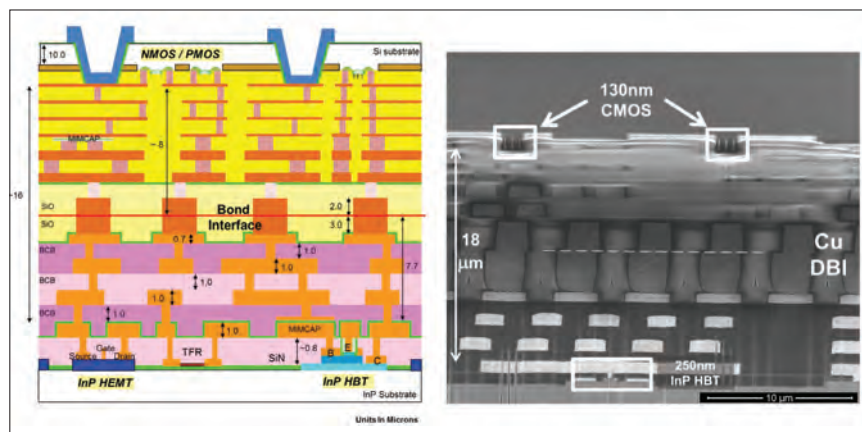 NMOS / PMOS
Si substrate
10.0
MIMCAP
~ 8
~16
SiO
SiO
Bond
Interface
2.0
3.0
0.7
BCB
1.0
1.0
7.7
BCB
1.0
1.0
BCB
1.0
1.0
MIMCAP
Gate
Source
Drain
TFR
SiN
~0.8
B
E
C
InP HEMT
InP HBT
InP Substrate
Units In Microns
130nm
CMOS
18
µm
Cu
DBI
250nm
InP HBT
10 µm